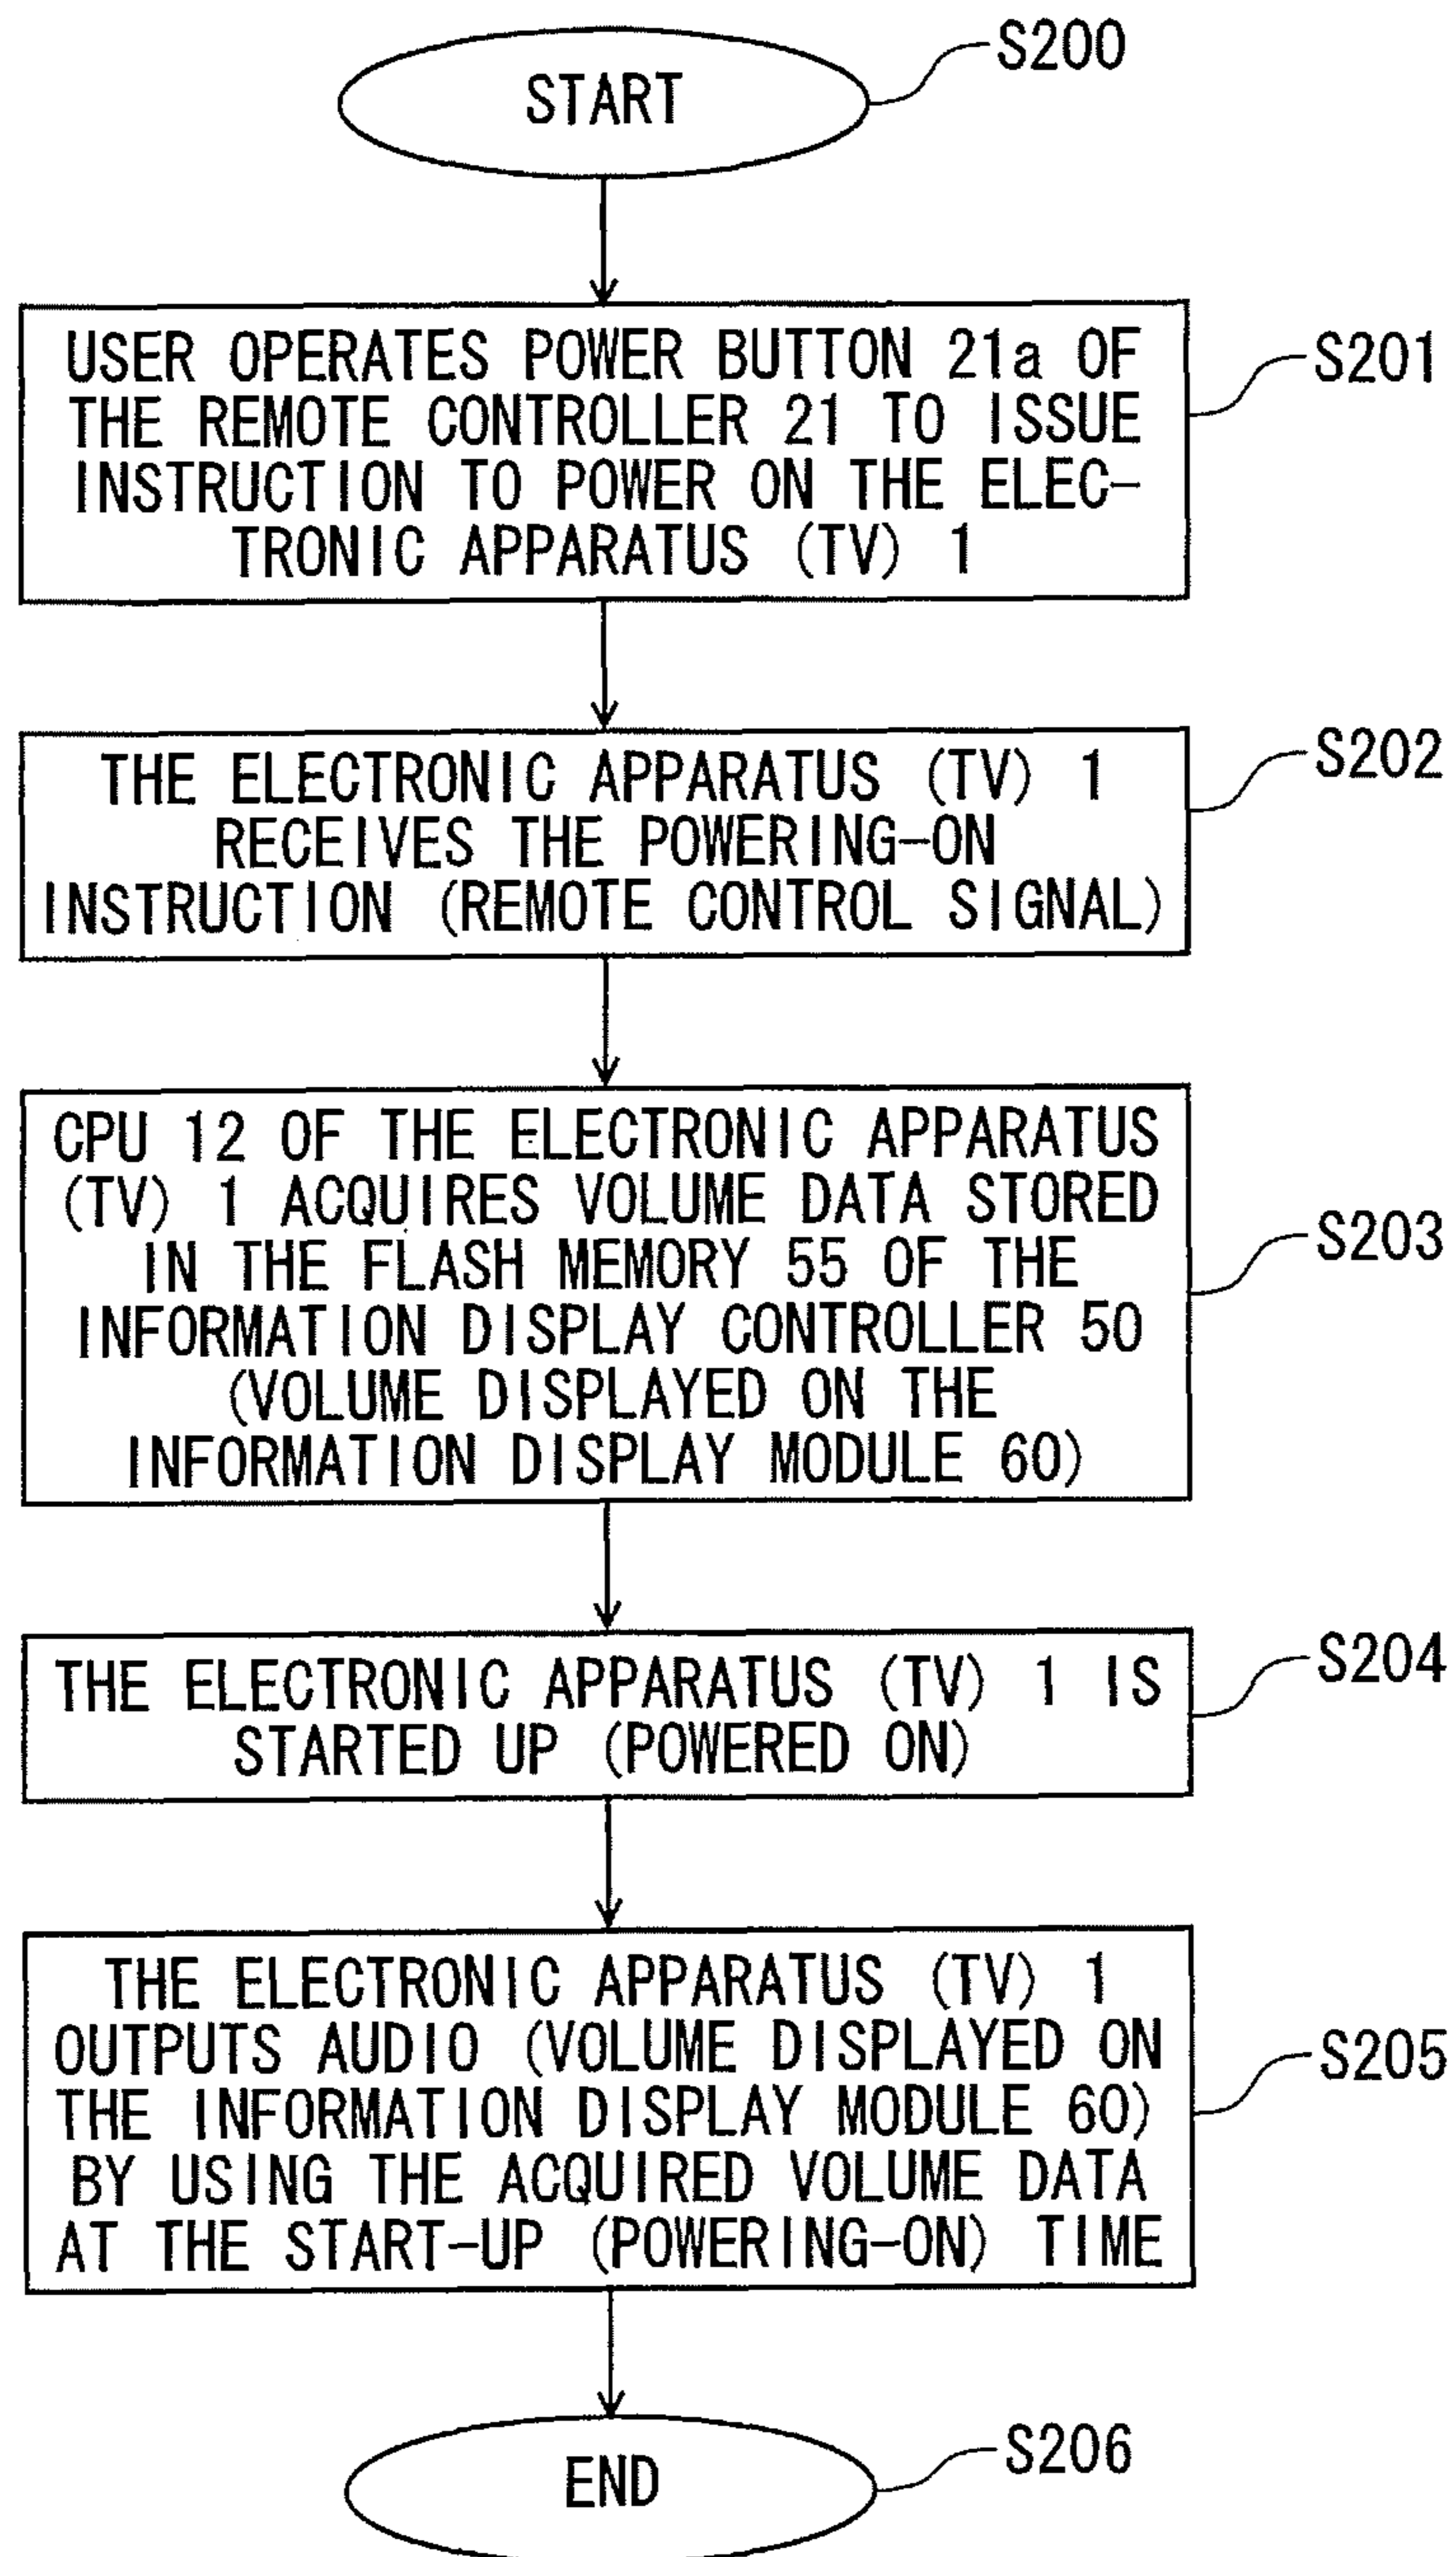 START
S200
USER OPERATES POWER BUTTON 21a OF
THE REMOTE CONTROLLER 21 TO ISSUE
INSTRUCTION TO POWER ON THE ELEC-
TRONIC APPARATUS (TV) 1
S201
THE ELECTRONIC APPARATUS (TV) 1
RECEIVES THE POWERING-ON
INSTRUCTION (REMOTE CONTROL SIGNAL)
S202
CPU 12 OF THE ELECTRONIC APPARATUS
(TV) 1 ACQUIRES VOLUME DATA STORED
IN THE FLASH MEMORY 55 OF THE
INFORMATION DISPLAY CONTROLLER 50
(VOLUME DISPLAYED ON THE
INFORMATION DISPLAY MODULE 60)
S203
THE ELECTRONIC APPARATUS (TV) 1 IS
STARTED UP (POWERED ON)
S204
THE ELECTRONIC APPARATUS (TV) 1
OUTPUTS AUDIO (VOLUME DISPLAYED ON
THE INFORMATION DISPLAY MODULE 60)
BY USING THE ACQUIRED VOLUME DATA
AT THE START-UP (POWERING-ON) TIME
S205
END
S206